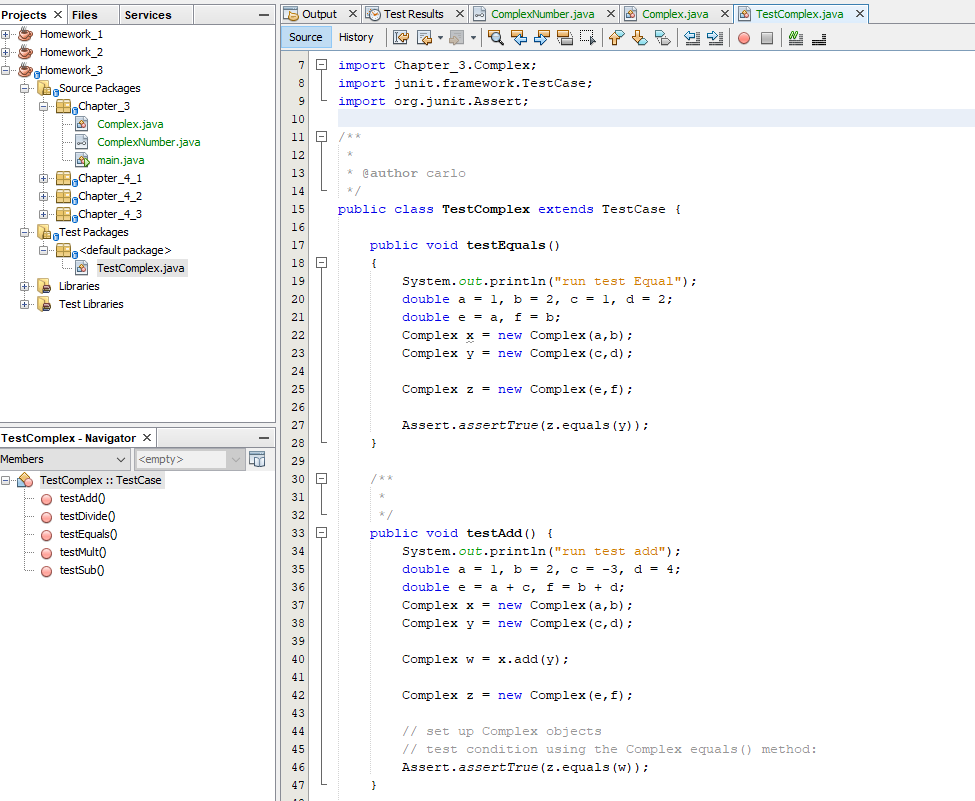 Projects Files Services
Homework_1
Homework_2
Homework_3
Source Packages
Chapter_3
Complex.java
ComplexNumber.java
main.java
Chapter_4_1
Chapter_4_2
Chapter_4_3
Test Packages
<default package>
TestComplex.java
Libraries
Test Libraries
TestComplex - Navigator
Members <empty>
TestComplex :: TestCase
testAdd()
testDivide()
testEquals()
testMult()
testSub()
Output Test Results ComplexNumber.java Complex.java TestComplex.java
Source History
7 import Chapter_3.Complex;
8 import junit.framework.TestCase;
9 import org.junit.Assert;
10
11 /**
12 *
13 * @author carlo
14 */
15 public class TestComplex extends TestCase {
16
17 public void testEquals()
18 {
19 System.out.println("run test Equal");
20 double a = 1, b = 2, c = 1, d = 2;
21 double e = a, f = b;
22 Complex x = new Complex(a,b);
23 Complex y = new Complex(c,d);
24
25 Complex z = new Complex(e,f);
26
27 Assert.assertTrue(z.equals(y));
28 }
29
30 /**
31 *
32 */
33 public void testAdd() {
34 System.out.println("run test add");
35 double a = 1, b = 2, c = -3, d = 4;
36 double e = a + c, f = b + d;
37 Complex x = new Complex(a,b);
38 Complex y = new Complex(c,d);
39
40 Complex w = x.add(y);
41
42 Complex z = new Complex(e,f);
43
44 // set up Complex objects
45 // test condition using the Complex equals() method:
46 Assert.assertTrue(z.equals(w));
47 }